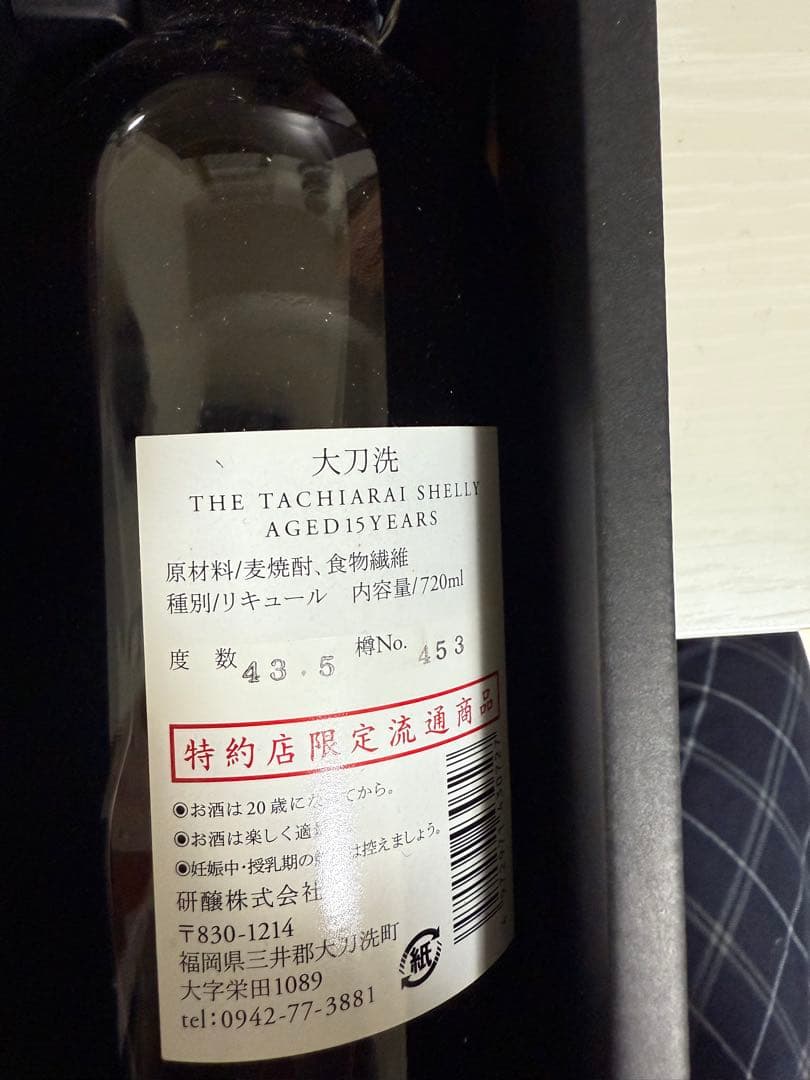 大刀洗
THE TACHIARAI SHELLY
AGED15YEARS
原材料/麦焼酎、食物繊維
種別/リキュール 内容量/720ml
度 数 43.5 樽No. 453
特約店限定流通商品
◉お酒は20歳に てから。
◉お酒は楽しく適
◉妊娠中・授乳期の は控えましょう。
研醸株式会社
〒830-1214
福岡県三井郡大刀洗町
大字栄田1089
tel:0942-77-3881
紙